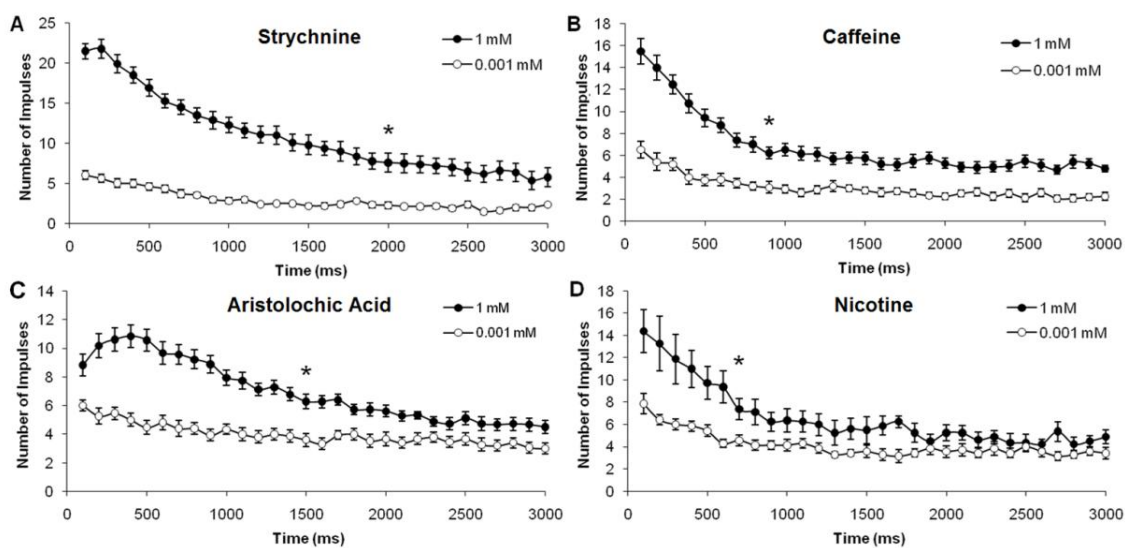 A
Strychnine
1 mM
0.001 mM
*
Number of Impulses
25
20
15
10
5
0
0 500 1000 1500 2000 2500 3000
Time (ms)
B
Caffeine
1 mM
0.001 mM
*
Number of Impulses
18
16
14
12
10
8
6
4
2
0
0 500 1000 1500 2000 2500 3000
Time (ms)
C
Aristolochic Acid
1 mM
0.001 mM
*
Number of Impulses
14
12
10
8
6
4
2
0
0 500 1000 1500 2000 2500 3000
Time (ms)
D
Nicotine
1 mM
0.001 mM
*
Number of Impulses
18
16
14
12
10
8
6
4
2
0
0 500 1000 1500 2000 2500 3000
Time (ms)